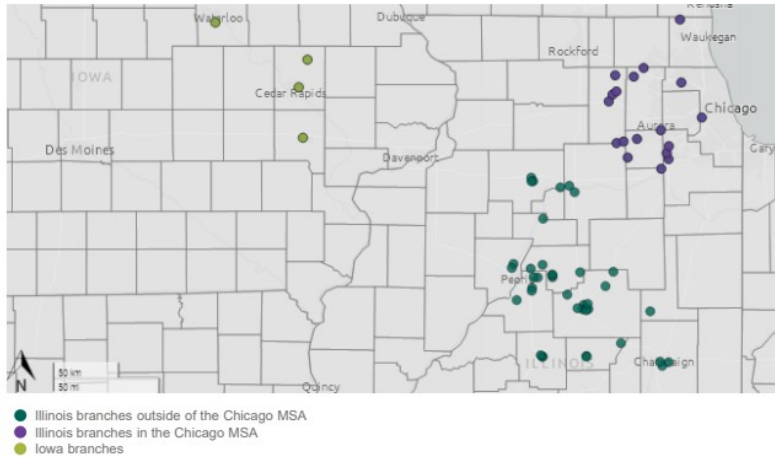 Kenosha
Waterloo
Dubuque
Rockford
Waukegan
IOWA
Cedar Rapids
Chicago
Aurora
Des Moines
Davenport
Gary
Peori
ILLINOIS
Champaign
50 km
50 mi
N
Quincy
Illinois branches outside of the Chicago MSA
Illinois branches in the Chicago MSA
Iowa branches